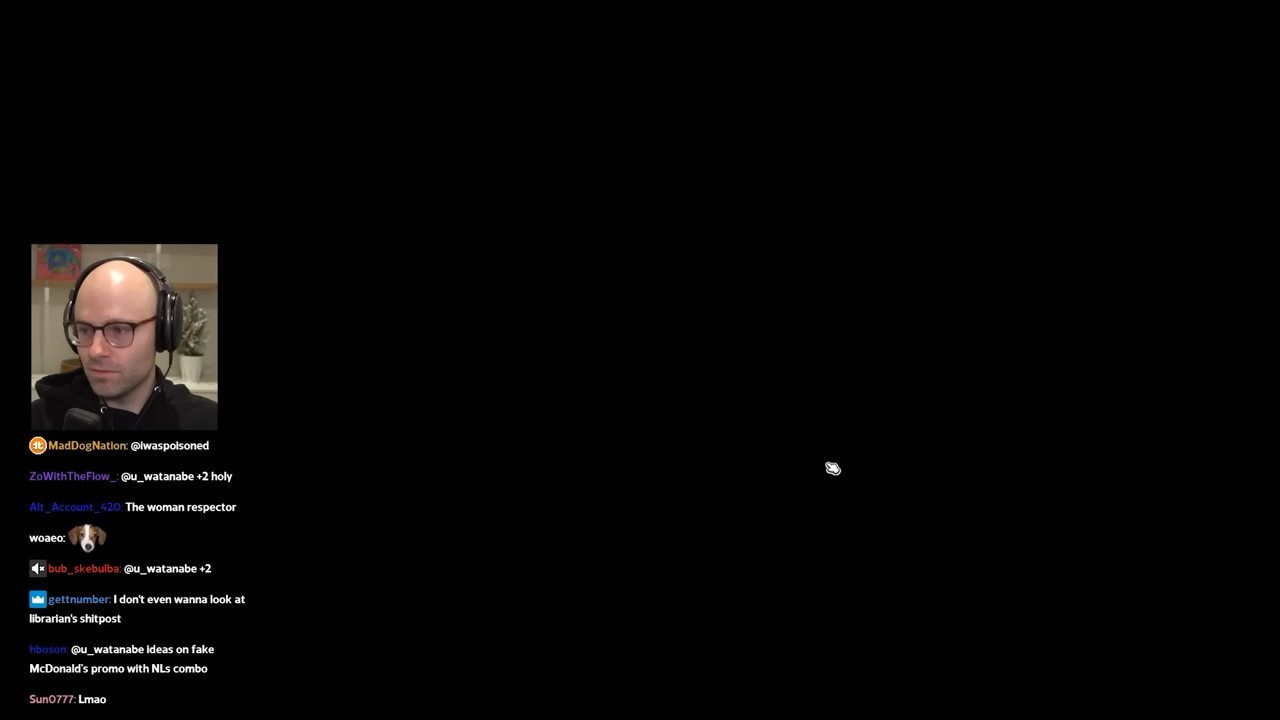 MadDogNation: @iwaspoisoned
ZoWithTheFlow_: @u_watanabe +2 holy
Alt_Account_420: The woman respector
woaeo:
bub_skebulba: @u_watanabe +2
gettnumber: I don't even wanna look at
librarian's shitpost
hboson: @u_watanabe ideas on fake
McDonald's promo with NLs combo
Sun0777: Lmao